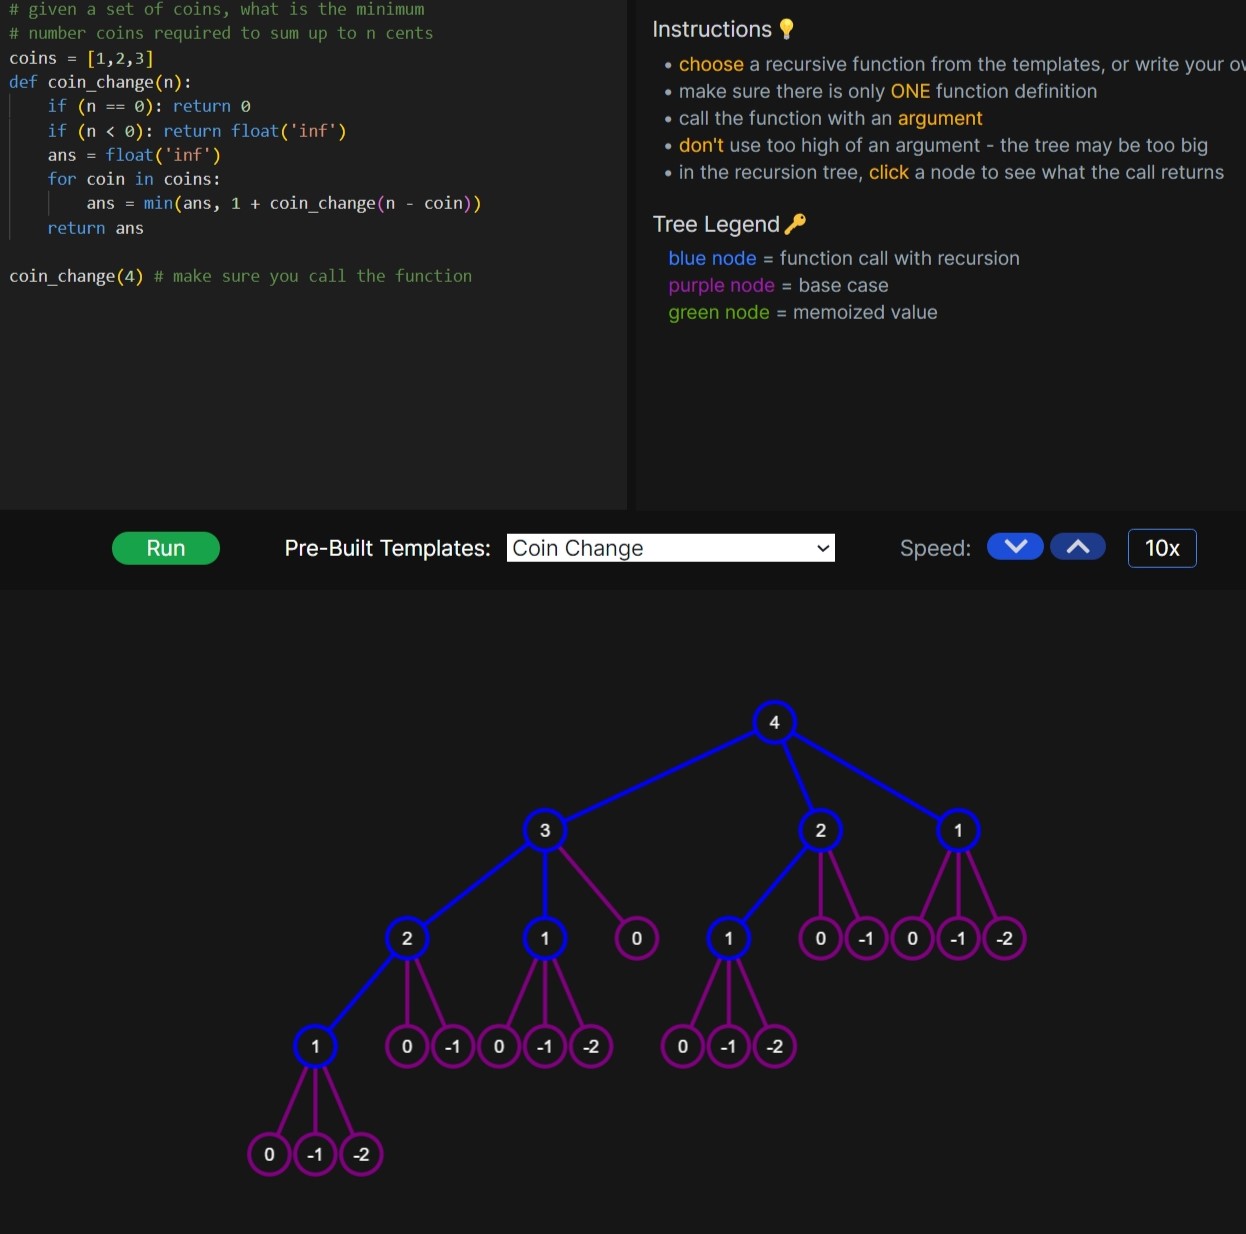 # given a set of coins, what is the minimum
# number coins required to sum up to n cents
coins = [1,2,3]
def coin_change(n):
    if (n == 0): return 0
    if (n < 0): return float('inf')
    ans = float('inf')
    for coin in coins:
        ans = min(ans, 1 + coin_change(n - coin))
    return ans
coin_change(4) # make sure you call the function
Instructions 💡
• choose a recursive function from the templates, or write your
• make sure there is only ONE function definition
• call the function with an argument
• don't use too high of an argument - the tree may be too big
• in the recursion tree, click a node to see what the call returns
Tree Legend 🔑
blue node = function call with recursion
purple node = base case
green node = memoized value
Run Pre-Built Templates: Coin Change Speed: 10x
4
3 2 1
2 1 0 1 0 -1 0 -1 -2
1 0 -1 0 -1 -2 0 -1 -2
0 -1 -2